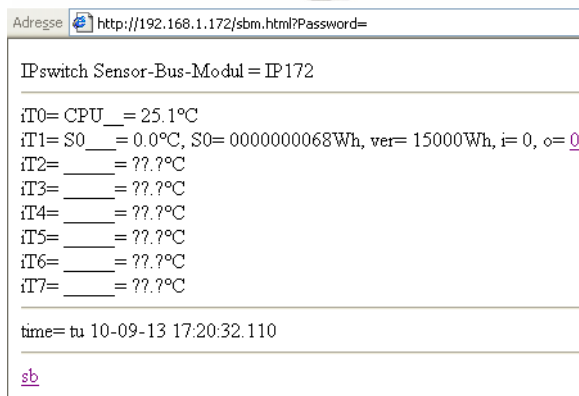 Adresse http://192.168.1.172/sbm.html?Password=
IPswitch Sensor-Bus-Modul = IP172
iT0= CPU__= 25.1°C
iT1= S0___= 0.0°C, S0= 0000000068Wh, ver= 15000Wh, i= 0, o= 0
iT2= _____= ??.?°C
iT3= _____= ??.?°C
iT4= _____= ??.?°C
iT5= _____= ??.?°C
iT6= _____= ??.?°C
iT7= _____= ??.?°C
time= tu 10-09-13 17:20:32.110
sb